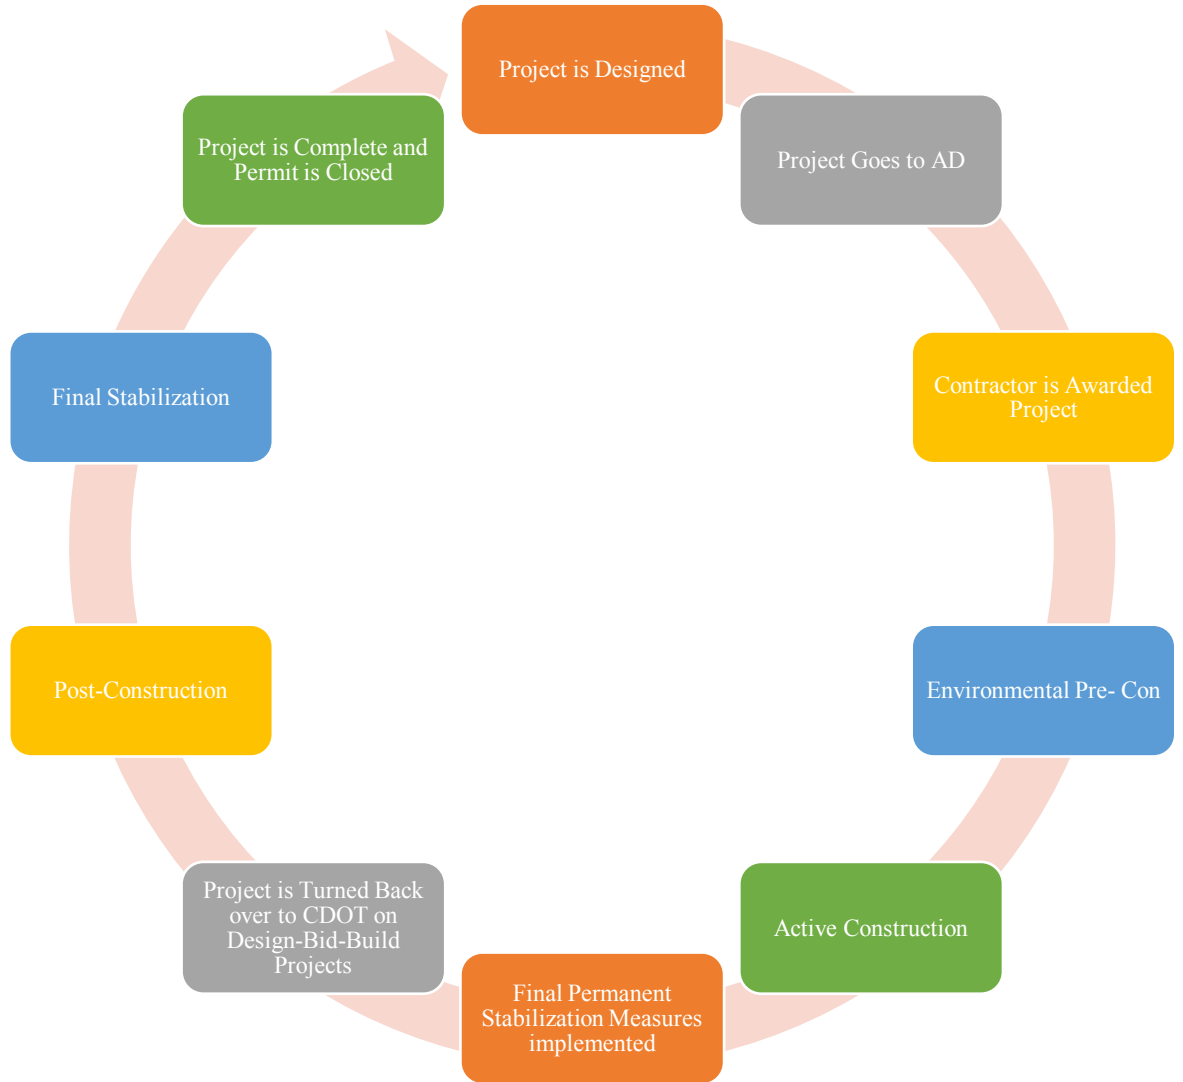 Project is Designed
Project Goes to AD
Contractor is Awarded
Project
Environmental Pre- Con
Active Construction
Final Permanent
Stabilization Measures
implemented
Project is Turned Back
over to CDOT on
Design-Bid-Build
Projects
Post-Construction
Final Stabilization
Project is Complete and
Permit is Closed